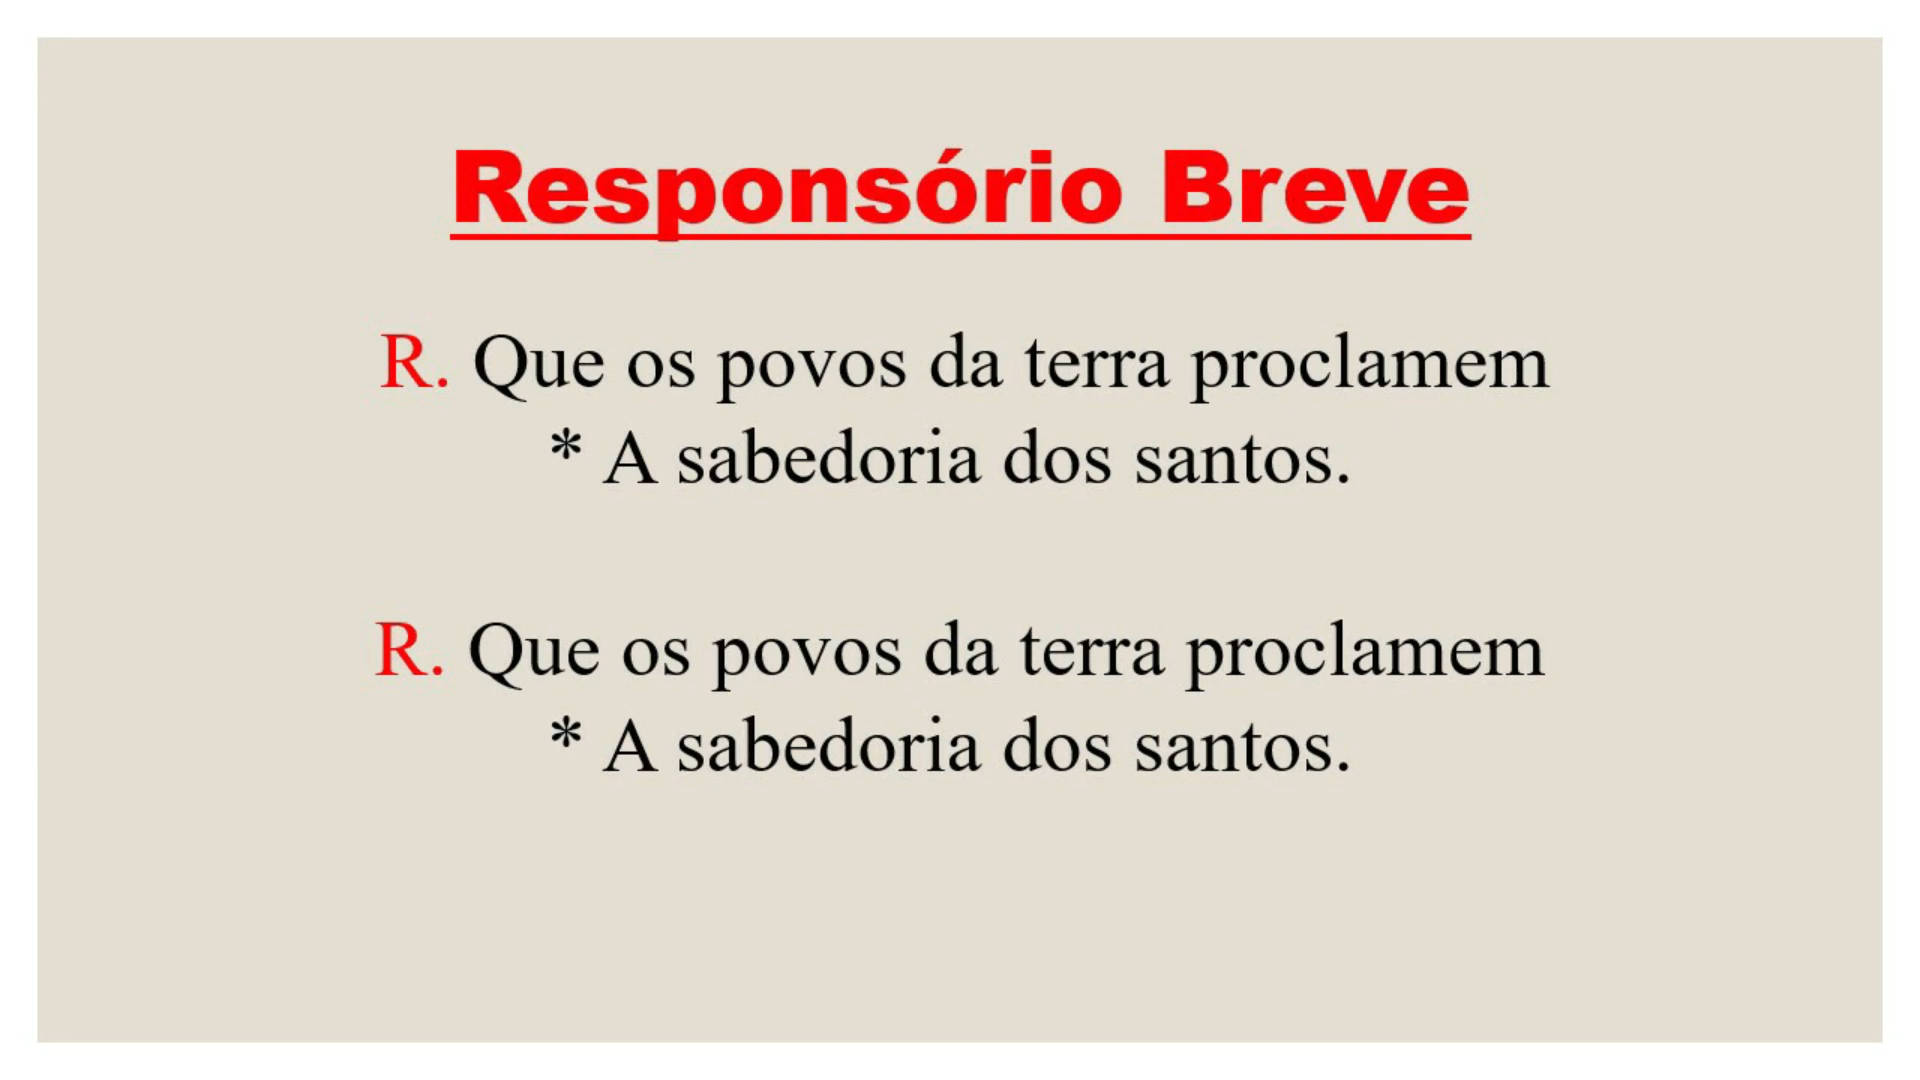 Responsório Breve
R. Que os povos da terra proclamem
* A sabedoria dos santos.
R. Que os povos da terra proclamem
* A sabedoria dos santos.